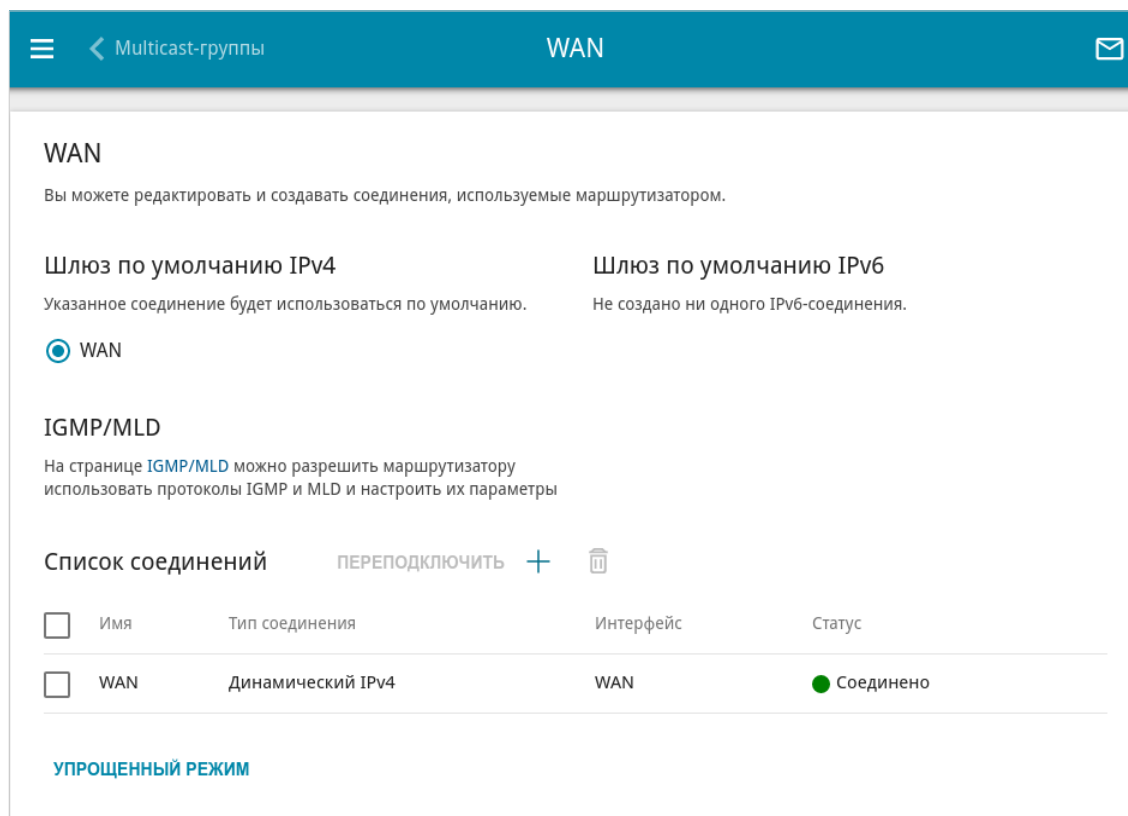 Multicast-группы
WAN
WAN
Вы можете редактировать и создавать соединения, используемые маршрутизатором.
Шлюз по умолчанию IPv4
Указанное соединение будет использоваться по умолчанию.
WAN
Шлюз по умолчанию IPv6
Не создано ни одного IPv6-соединения.
IGMP/MLD
На странице IGMP/MLD можно разрешить маршрутизатору
использовать протоколы IGMP и MLD и настроить их параметры
Список соединений ПЕРЕПОДКЛЮЧИТЬ
Имя Тип соединения Интерфейс Статус
WAN Динамический IPv4 WAN Соединено
УПРОЩЕННЫЙ РЕЖИМ